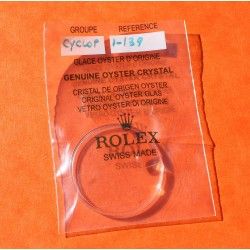 GROUPE REFERENCE
CYCLOP 1-139
GLACE OYSTER D'ORIGINE
GENUINE OYSTER CRYSTAL
CRISTAL DE ORIGEN OYSTER
ORIGINAL OYSTER GLAS
VETRO OYSTER DI ORIGINE
ROLEX
SWISS MADE